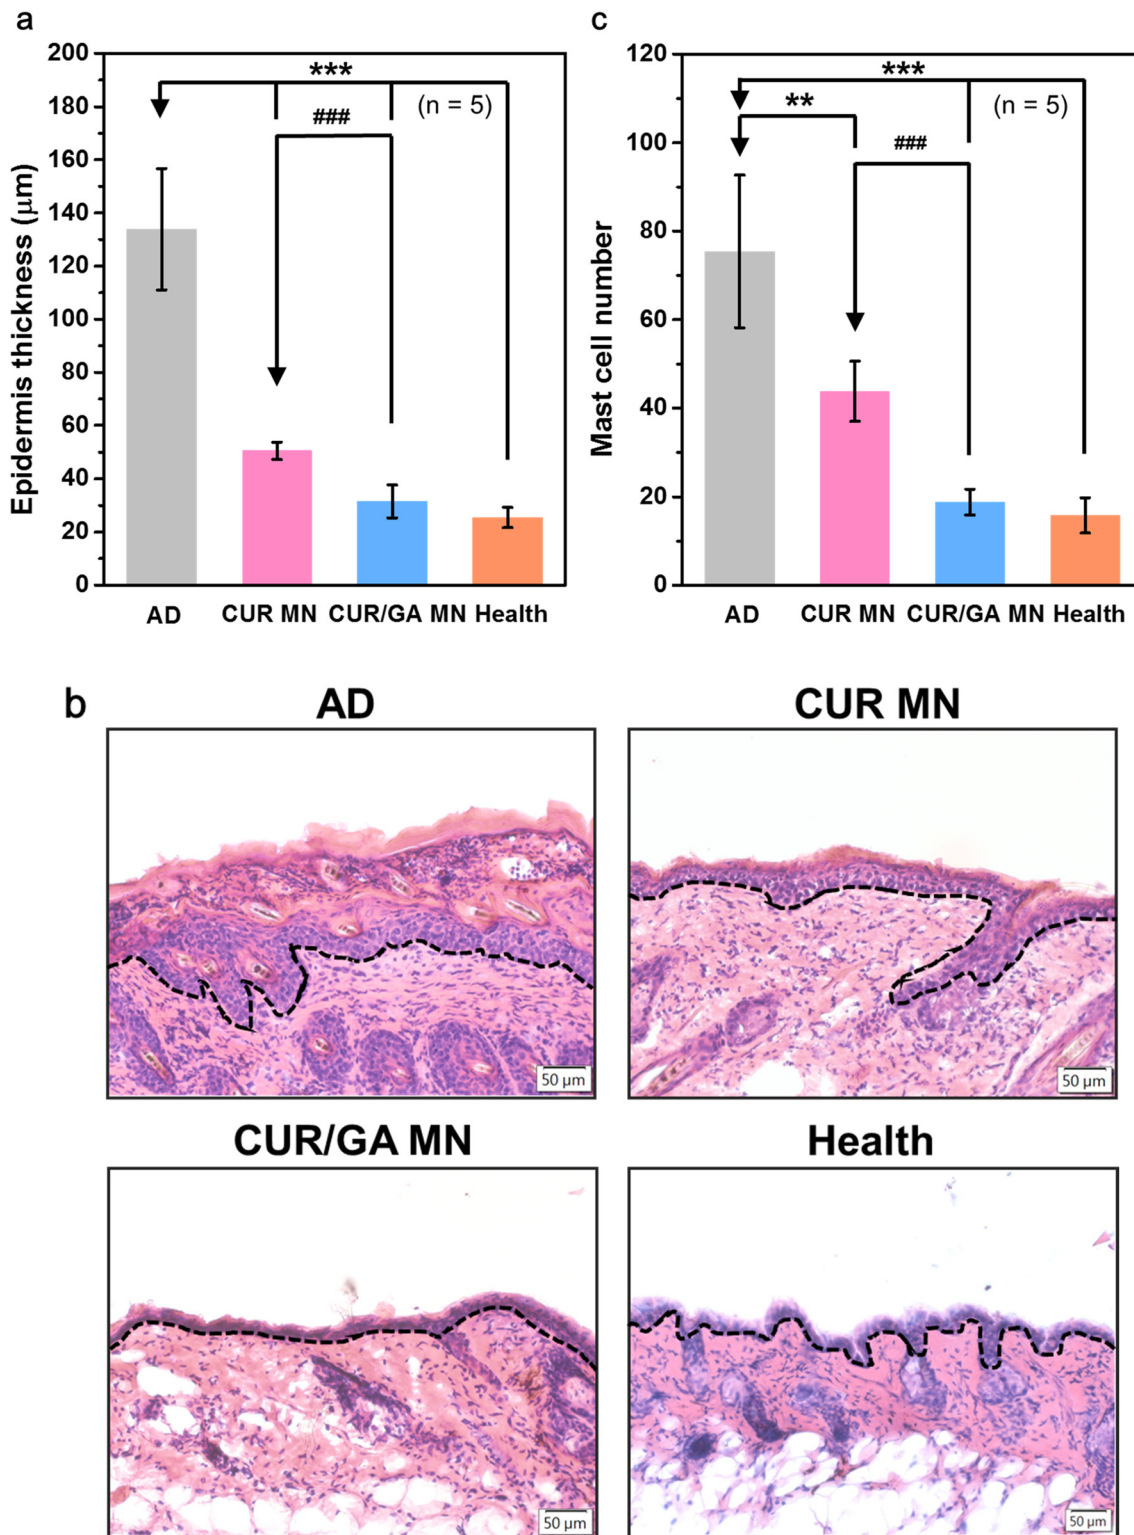 a
200
180
160
140
120
100
80
60
40
20
0
Epidermis thickness (μm)
***
(n = 5)
###
AD CUR MN CUR/GA MN Health
c
120
100
80
60
40
20
0
Mast cell number
***
** (n = 5)
###
AD CUR MN CUR/GA MN Health
b
AD
50 µm
CUR MN
50 µm
CUR/GA MN
50 µm
Health
50 µm